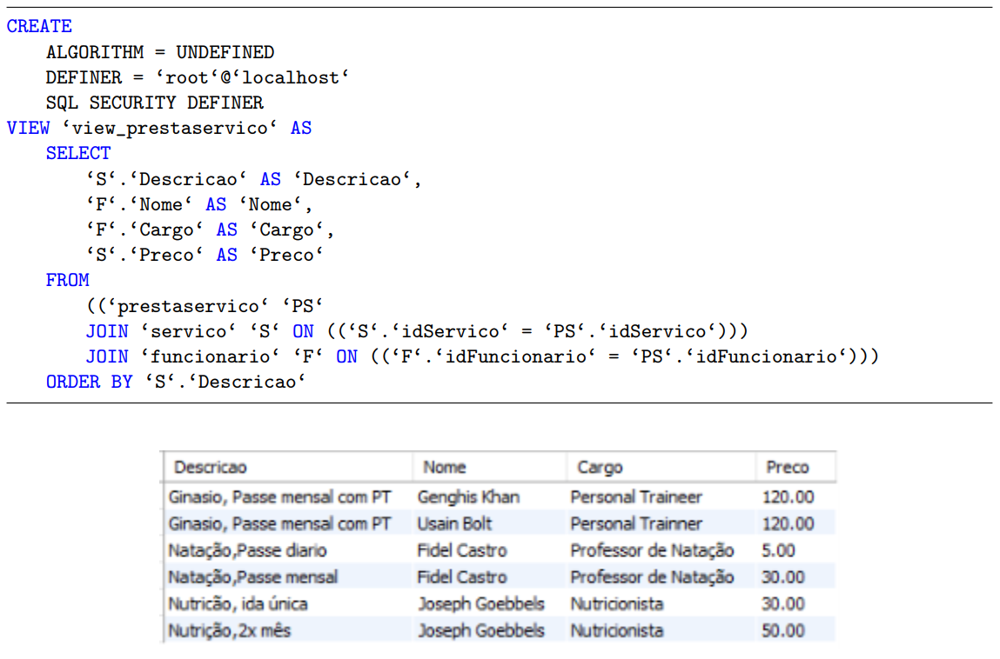 CREATE
ALGORITHM = UNDEFINED
DEFINER = ‘root‘@‘localhost‘
SQL SECURITY DEFINER
VIEW ‘view_prestaservico‘ AS
SELECT
‘S‘.‘Descricao‘ AS ‘Descricao‘,
‘F‘.‘Nome‘ AS ‘Nome‘,
‘F‘.‘Cargo‘ AS ‘Cargo‘,
‘S‘.‘Preco‘ AS ‘Preco‘
FROM
((‘prestaservico‘ ‘PS‘
JOIN ‘servico‘ ‘S‘ ON ((‘S‘.‘idServico‘ = ‘PS‘.‘idServico‘)))
JOIN ‘funcionario‘ ‘F‘ ON ((‘F‘.‘idFuncionario‘ = ‘PS‘.‘idFuncionario‘)))
ORDER BY ‘S‘.‘Descricao‘
Descricao Nome Cargo Preco
Ginasio, Passe mensal com PT Genghis Khan Personal Traineer 120.00
Ginasio, Passe mensal com PT Usain Bolt Personal Trainner 120.00
Natação,Passe diario Fidel Castro Professor de Natação 5.00
Natação,Passe mensal Fidel Castro Professor de Natação 30.00
Nutricão, ida única Joseph Goebbels Nutricionista 30.00
Nutrição,2x mês Joseph Goebbels Nutricionista 50.00